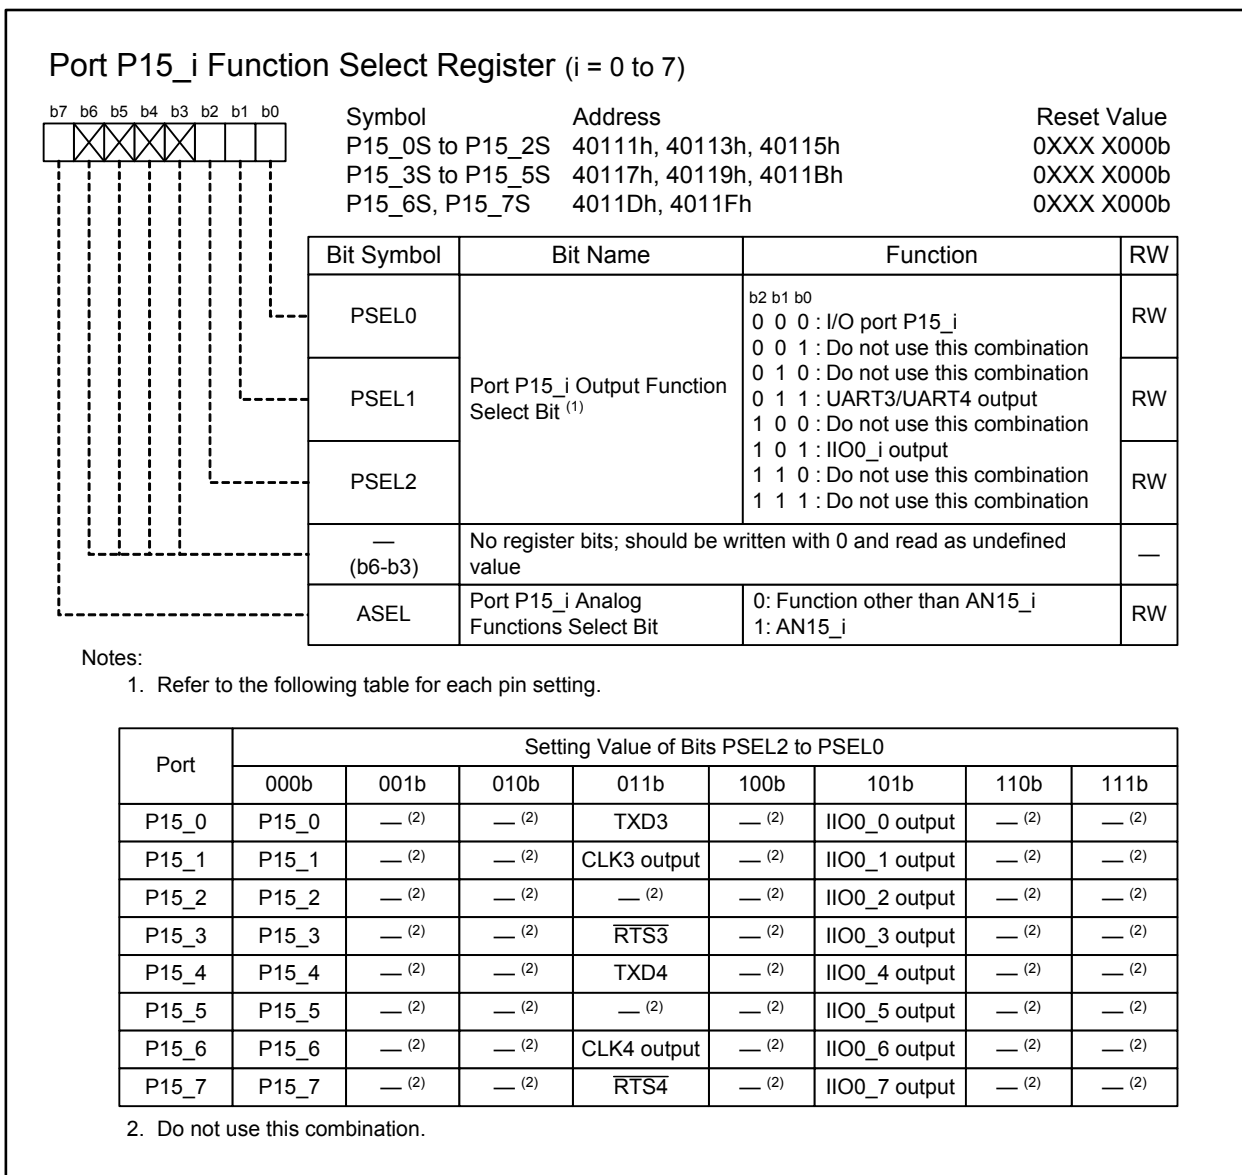 Port P15_i Function Select Register (i = 0 to 7)
b7 b6 b5 b4 b3 b2 b1 b0
Symbol Address Reset Value
P15_0S to P15_2S 40111h, 40113h, 40115h 0XXX X000b
P15_3S to P15_5S 40117h, 40119h, 4011Bh 0XXX X000b
P15_6S, P15_7S 4011Dh, 4011Fh 0XXX X000b
Bit Symbol Bit Name Function RW
PSEL0 RW
PSEL1 RW
PSEL2 RW
Port P15_i Output Function
Select Bit (1)
b2 b1 b0
0 0 0 : I/O port P15_i
0 0 1 : Do not use this combination
0 1 0 : Do not use this combination
0 1 1 : UART3/UART4 output
1 0 0 : Do not use this combination
1 0 1 : IIO0_i output
1 1 0 : Do not use this combination
1 1 1 : Do not use this combination
—
(b6-b3)
No register bits; should be written with 0 and read as undefined
value
—
ASEL
Port P15_i Analog
Functions Select Bit
0: Function other than AN15_i
1: AN15_i
RW
Notes:
1. Refer to the following table for each pin setting.
Port Setting Value of Bits PSEL2 to PSEL0
000b 001b 010b 011b 100b 101b 110b 111b
P15_0 P15_0 — (2) — (2) TXD3 — (2) IIO0_0 output — (2) — (2)
P15_1 P15_1 — (2) — (2) CLK3 output — (2) IIO0_1 output — (2) — (2)
P15_2 P15_2 — (2) — (2) — (2) — (2) IIO0_2 output — (2) — (2)
P15_3 P15_3 — (2) — (2) R̅T̅S̅3̅ — (2) IIO0_3 output — (2) — (2)
P15_4 P15_4 — (2) — (2) TXD4 — (2) IIO0_4 output — (2) — (2)
P15_5 P15_5 — (2) — (2) — (2) — (2) IIO0_5 output — (2) — (2)
P15_6 P15_6 — (2) — (2) CLK4 output — (2) IIO0_6 output — (2) — (2)
P15_7 P15_7 — (2) — (2) R̅T̅S̅4̅ — (2) IIO0_7 output — (2) — (2)
2. Do not use this combination.